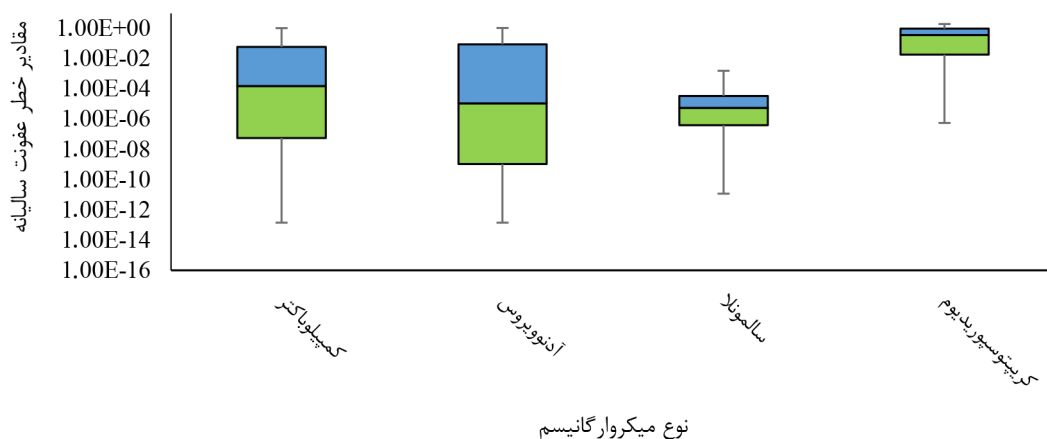 مقادیر خطر عفونت سالیانه
1.00E+00
1.00E-02
1.00E-04
1.00E-06
1.00E-08
1.00E-10
1.00E-12
1.00E-14
1.00E-16
کمپیلوباکتر
آدنوویروس
سالمونلا
کریپتوسپوریدیوم
نوع میکروارگانیسم